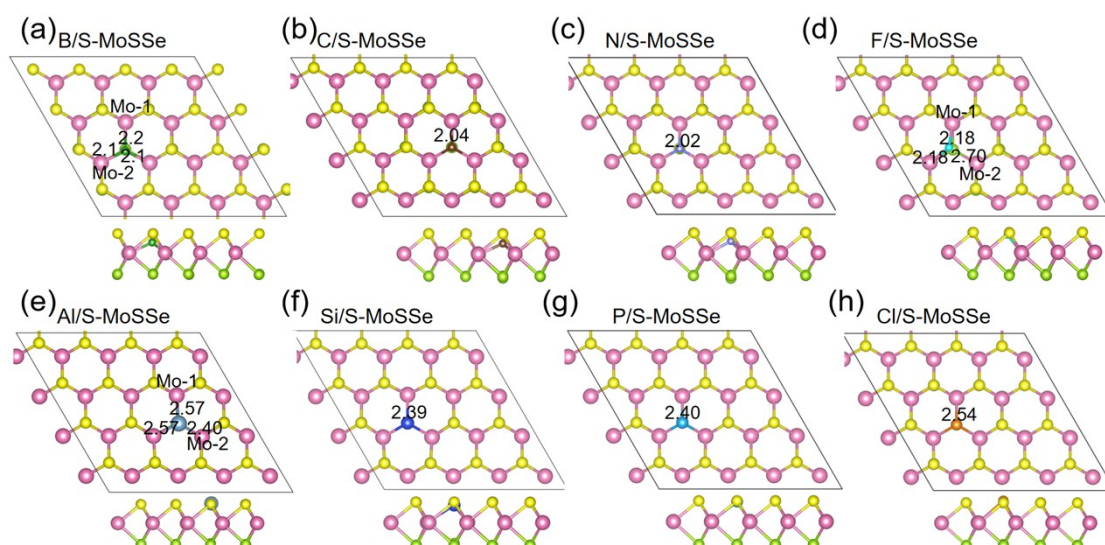 (a) B/S-MoSSe
(b) C/S-MoSSe
(c) N/S-MoSSe
(d) F/S-MoSSe
Mo-1
2.2
2.1
2.1
Mo-2
2.04
2.02
Mo-1
2.18
2.18
2.70
Mo-2
(e) Al/S-MoSSe
(f) Si/S-MoSSe
(g) P/S-MoSSe
(h) Cl/S-MoSSe
Mo-1
2.57
2.57
2.40
Mo-2
2.39
2.40
2.54